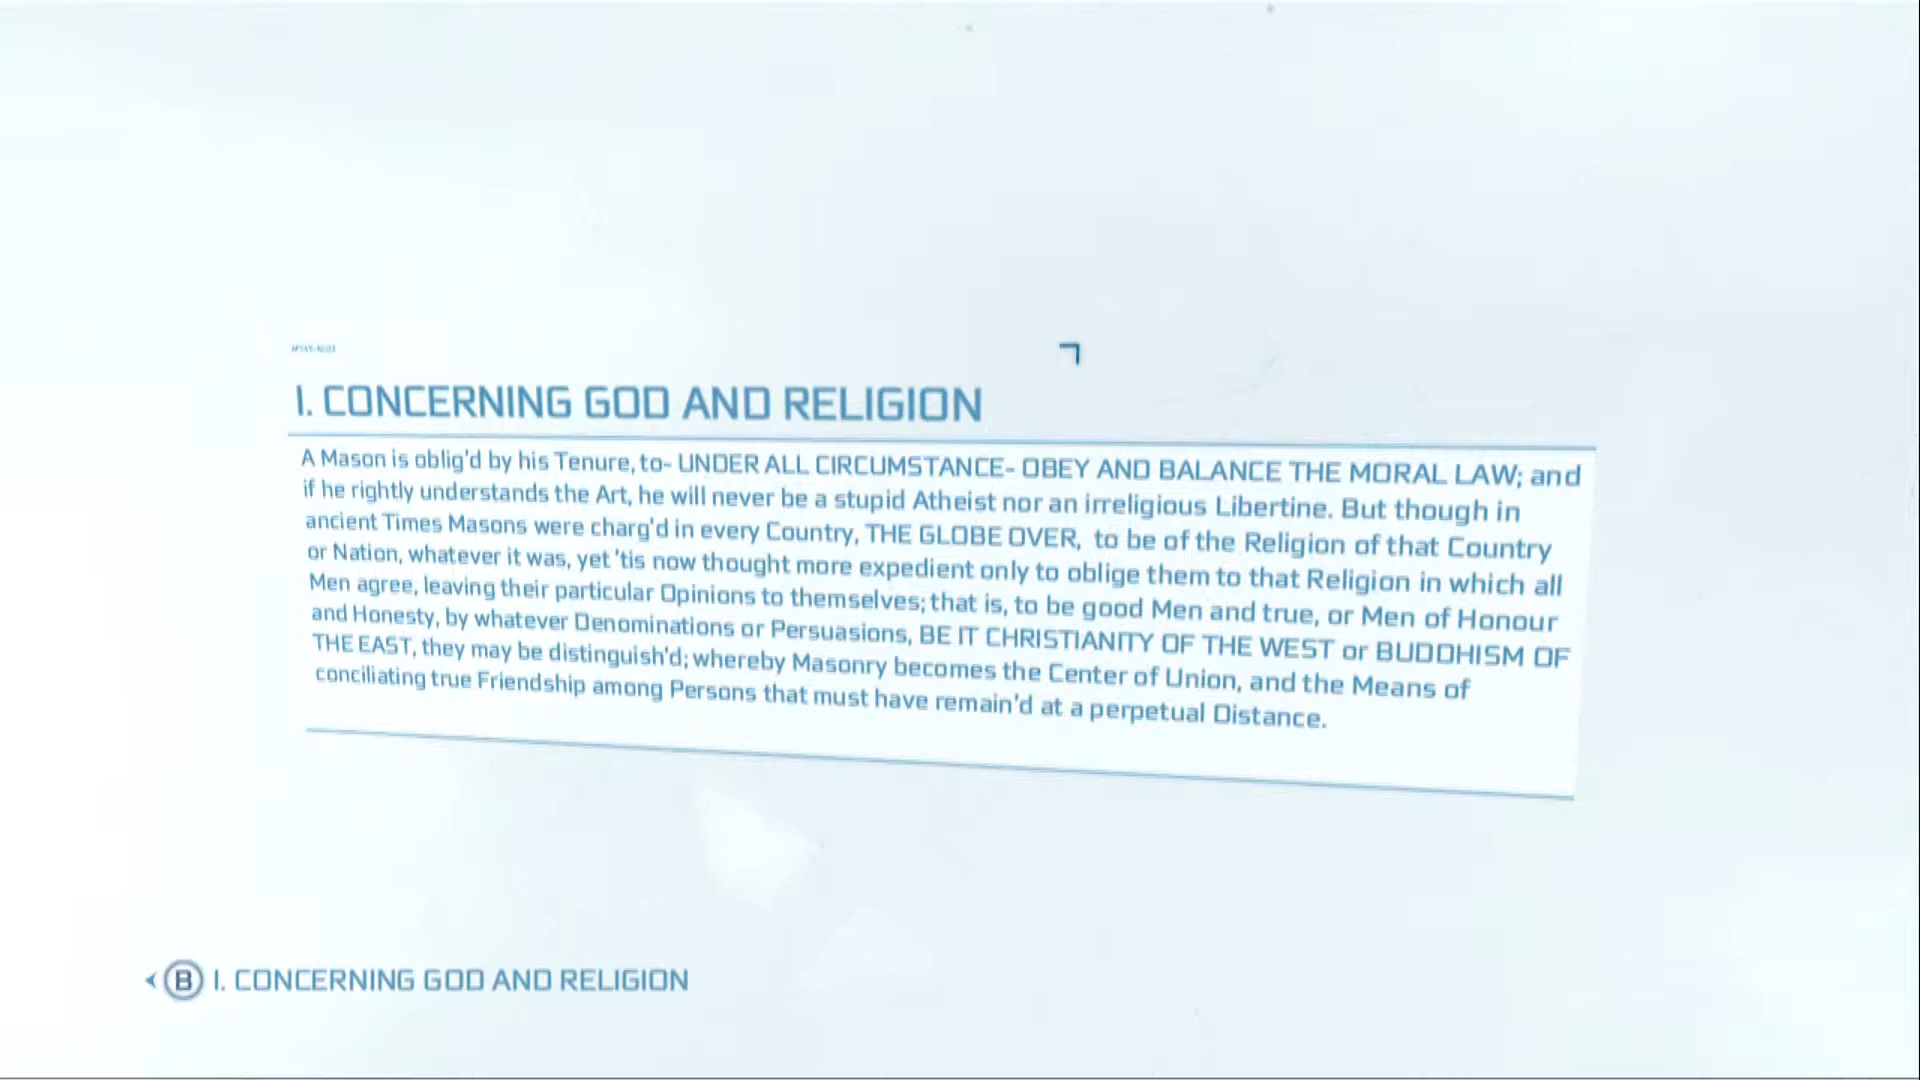 I. CONCERNING GOD AND RELIGION
A Mason is oblig'd by his Tenure, to- UNDER ALL CIRCUMSTANCE- OBEY AND BALANCE THE MORAL LAW; and
if he rightly understands the Art, he will never be a stupid Atheist nor an irreligious Libertine. But though in
ancient Times Masons were charg'd in every Country, THE GLOBE OVER, to be of the Religion of that Country
or Nation, whatever it was, yet 'tis now thought more expedient only to oblige them to that Religion in which all
Men agree, leaving their particular Opinions to themselves; that is, to be good Men and true, or Men of Honour
and Honesty, by whatever Denominations or Persuasions, BE IT CHRISTIANITY OF THE WEST or BUDDHISM OF
THE EAST, they may be distinguish'd; whereby Masonry becomes the Center of Union, and the Means of
conciliating true Friendship among Persons that must have remain'd at a perpetual Distance.
B I. CONCERNING GOD AND RELIGION